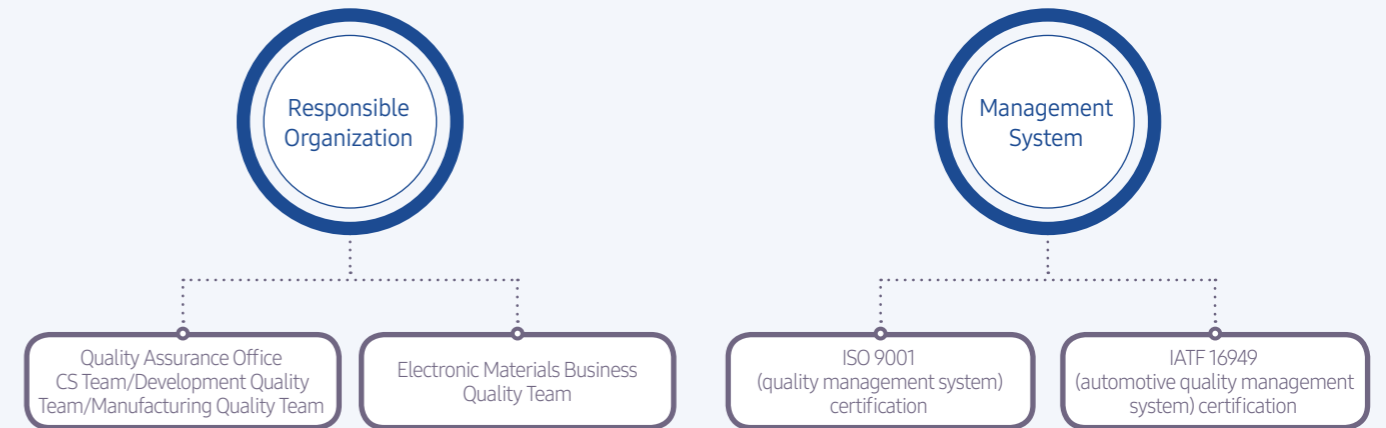 Responsible
Organization
Management
System
Quality Assurance Office
CS Team/Development Quality
Team/Manufacturing Quality Team
Electronic Materials Business
Quality Team
ISO 9001
(quality management system)
certification
IATF 16949
(automotive quality management
system) certification